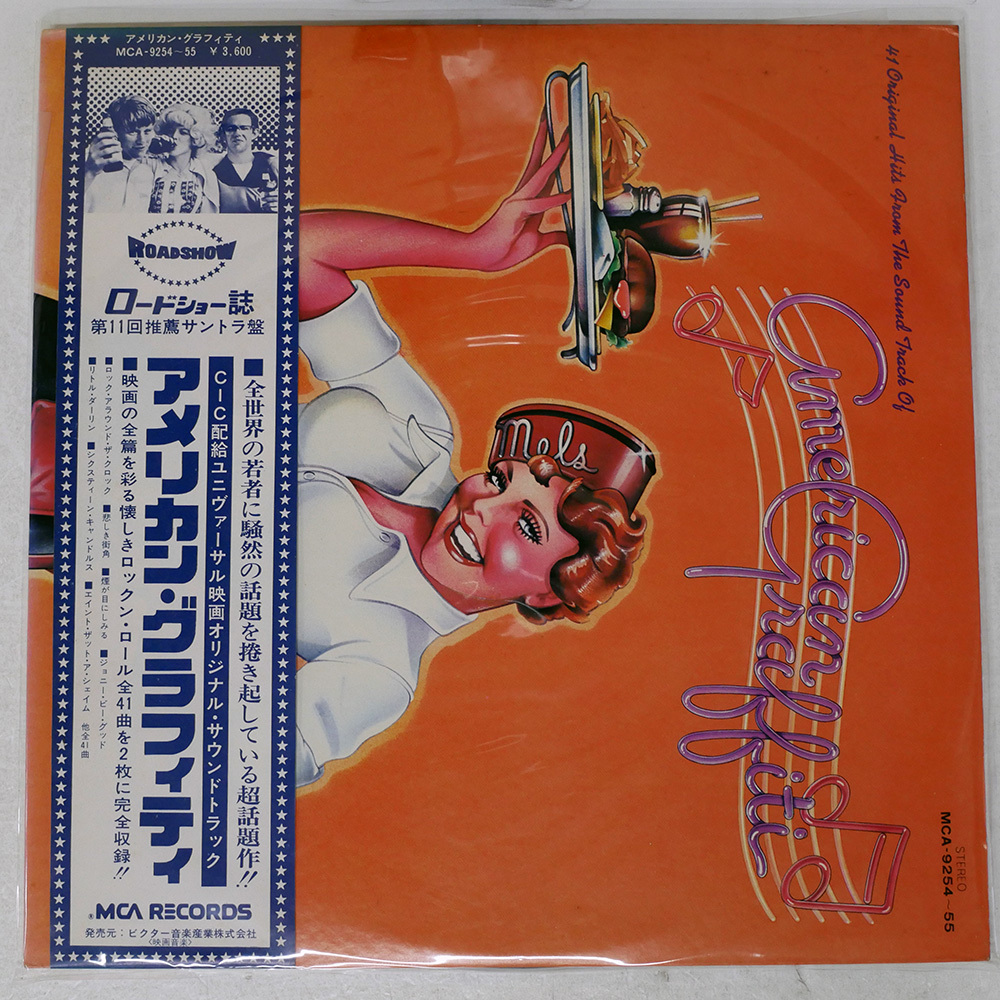 アメリカン・グラフィティ
MCA-9254~55 ¥3,600
ROADSHOW
ロードショー誌
第11回推薦サントラ盤
■全世界の若者に騒然の話題を捲き起している超話題作!!
CIC配給ユニヴァーサル映画オリジナル・サウンドトラック
アメリカン・グラフィティ
■映画の全篇を彩る懐しきロックン・ロール全41曲を2枚に完全収録!!
■ロック・アラウンド・ザ・クロック ■悲しき街角 ■煙が目にしみる ■ジョニー・ビー・グッド
■リトル・ダーリン ■シクスティーン・キャンドルス ■エイント・ザット・ア・シェイム 他全41曲
®MCA RECORDS
発売元:ビクター音楽産業株式会社
<映画音楽>
41 Original Hits From The Sound Track Of
American
Graffiti
Mels
STEREO
MCA-9254~55